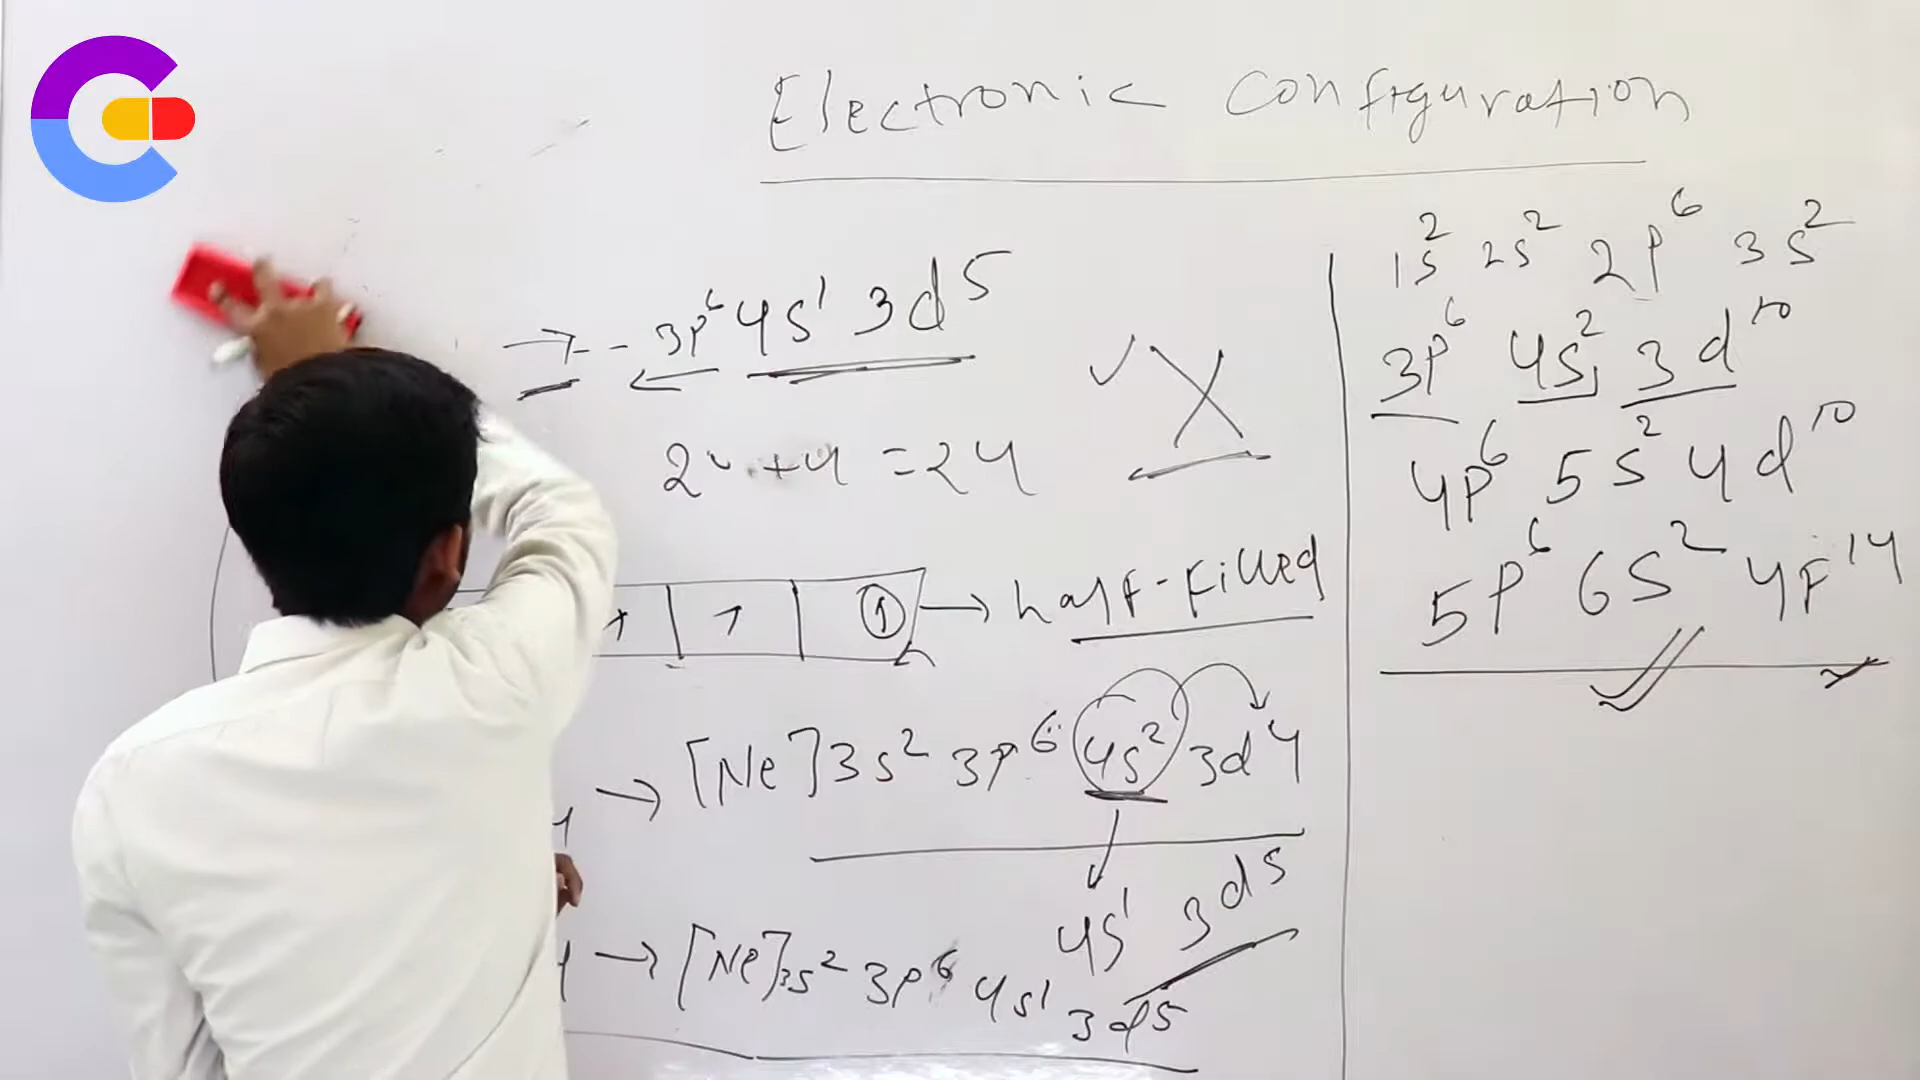 Electronic Configuration
→ - - 3p⁶ 4s¹ 3d⁵
+4 = 24
↑ ↑ → half-filled
→ [Ne] 3s² 3p⁶ 4s² 3d⁴
4s¹ 3d⁵
→ [Ne] 3s² 3p⁶ 4s¹ 3d⁵
1s² 2s² 2p⁶ 3s²
3p⁶ 4s² 3d¹⁰
4p⁶ 5s² 4d¹⁰
5p⁶ 6s² 4F¹⁴